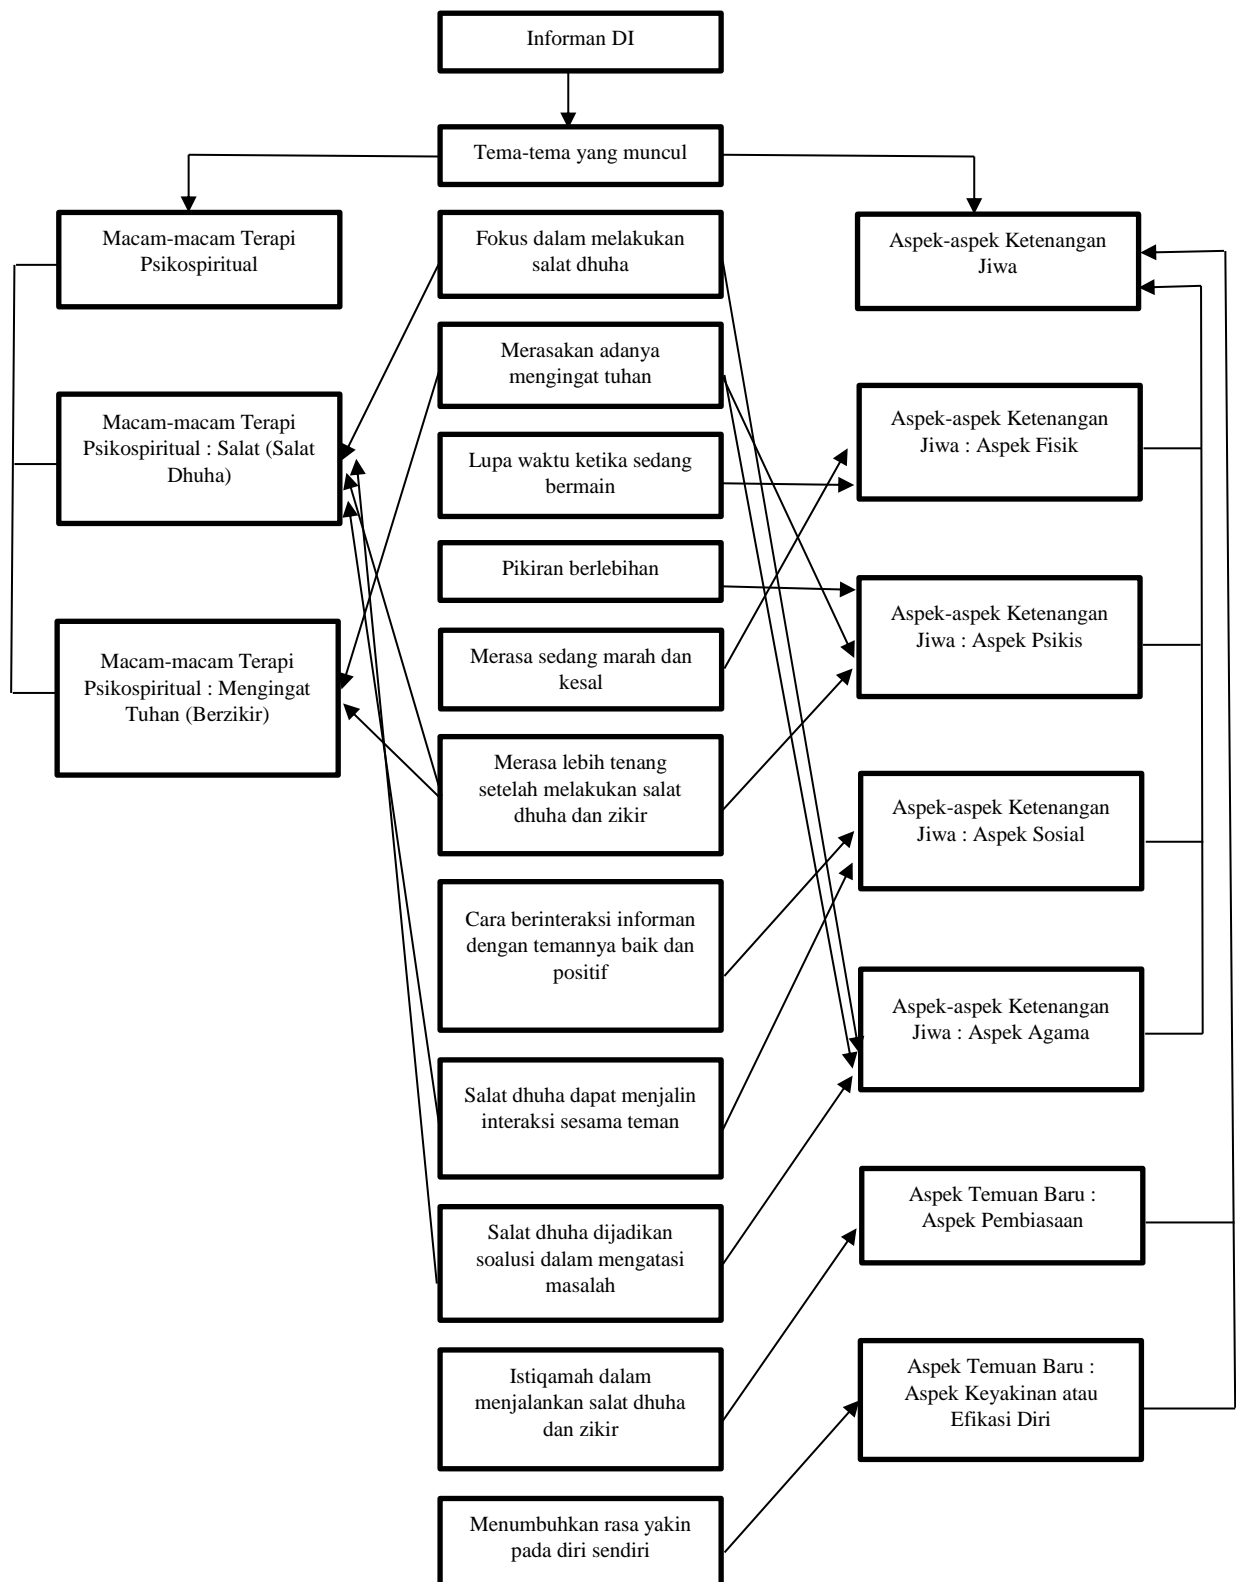 Informan DI
Tema-tema yang muncul
Macam-macam Terapi
Psikospiritual
Macam-macam Terapi
Psikospiritual : Salat (Salat
Dhuha)
Macam-macam Terapi
Psikospiritual : Mengingat
Tuhan (Berzikir)
Fokus dalam melakukan
salat dhuha
Merasakan adanya
mengingat tuhan
Lupa waktu ketika sedang
bermain
Pikiran berlebihan
Merasa sedang marah dan
kesal
Merasa lebih tenang
setelah melakukan salat
dhuha dan zikir
Cara berinteraksi informan
dengan temannya baik dan
positif
Salat dhuha dapat menjalin
interaksi sesama teman
Salat dhuha dijadikan
soalusi dalam mengatasi
masalah
Istiqamah dalam
menjalankan salat dhuha
dan zikir
Menumbuhkan rasa yakin
pada diri sendiri
Aspek-aspek Ketenangan
Jiwa
Aspek-aspek Ketenangan
Jiwa : Aspek Fisik
Aspek-aspek Ketenangan
Jiwa : Aspek Psikis
Aspek-aspek Ketenangan
Jiwa : Aspek Sosial
Aspek-aspek Ketenangan
Jiwa : Aspek Agama
Aspek Temuan Baru :
Aspek Pembiasaan
Aspek Temuan Baru :
Aspek Keyakinan atau
Efikasi Diri